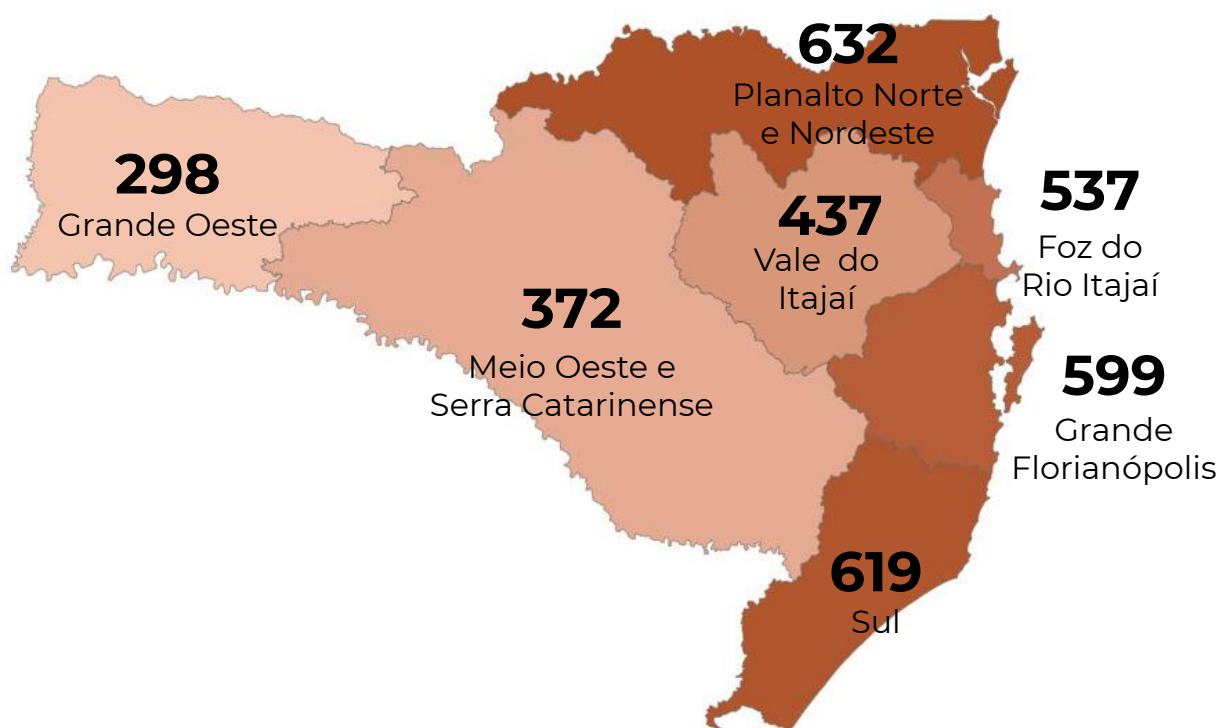 632
Planalto Norte
e Nordeste
298
Grande Oeste
437
Vale do
Itajaí
537
Foz do
Rio Itajaí
372
Meio Oeste e
Serra Catarinense
599
Grande
Florianópolis
619
Sul